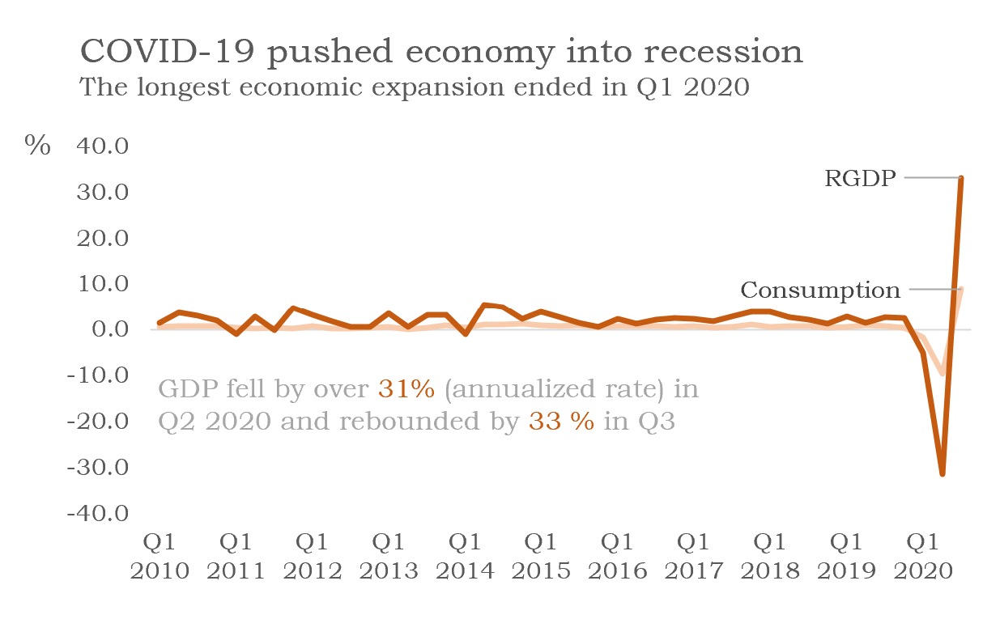 COVID-19 pushed economy into recession
The longest economic expansion ended in Q1 2020
% 40.0
30.0
RGDP
20.0
10.0
Consumption
0.0
-10.0
GDP fell by over 31% (annualized rate) in
Q2 2020 and rebounded by 33 % in Q3
-20.0
-30.0
-40.0
Q1 Q1 Q1 Q1 Q1 Q1 Q1 Q1 Q1 Q1 Q1
2010 2011 2012 2013 2014 2015 2016 2017 2018 2019 2020